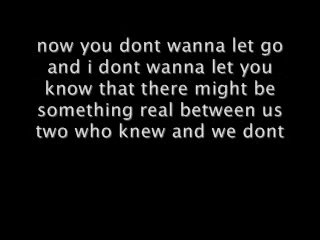 now you dont wanna let go
and i dont wanna let you
know that there might be
something real between us
two who knew and we dont